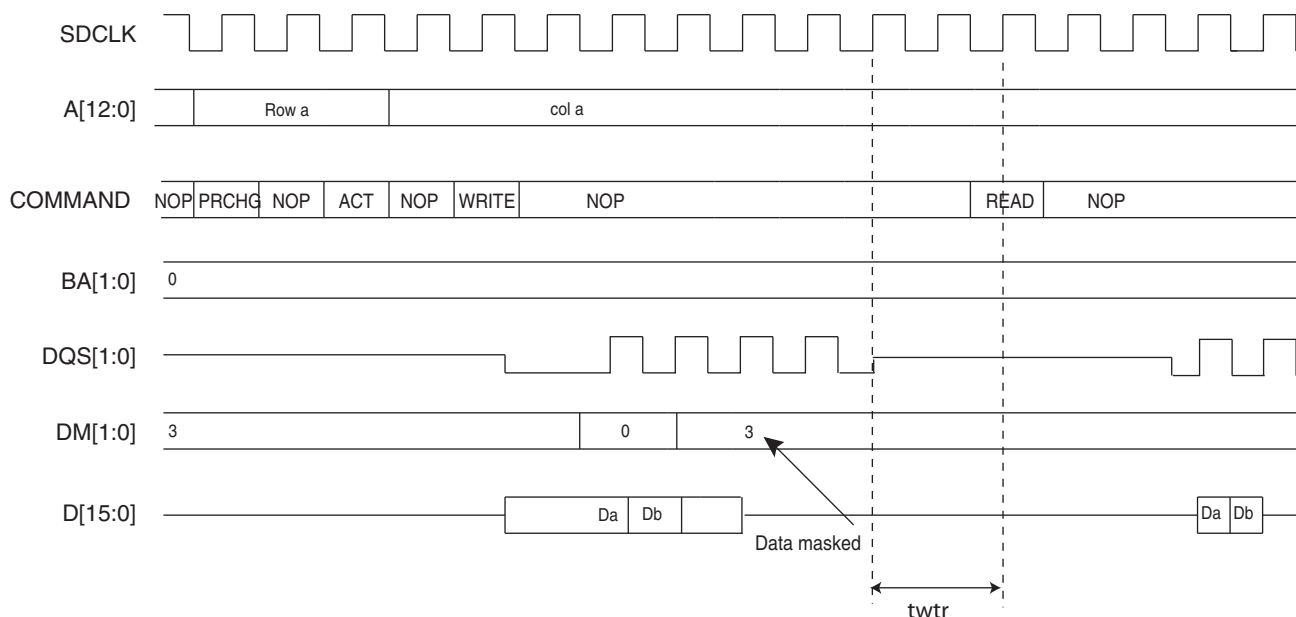 SDCLK
A[12:0] Row a col a
COMMAND NOP PRCHG NOP ACT NOP WRITE NOP READ NOP
BA[1:0] 0
DQS[1:0]
DM[1:0] 3 0 3
D[15:0] Da Db Da Db
Data masked
twtr